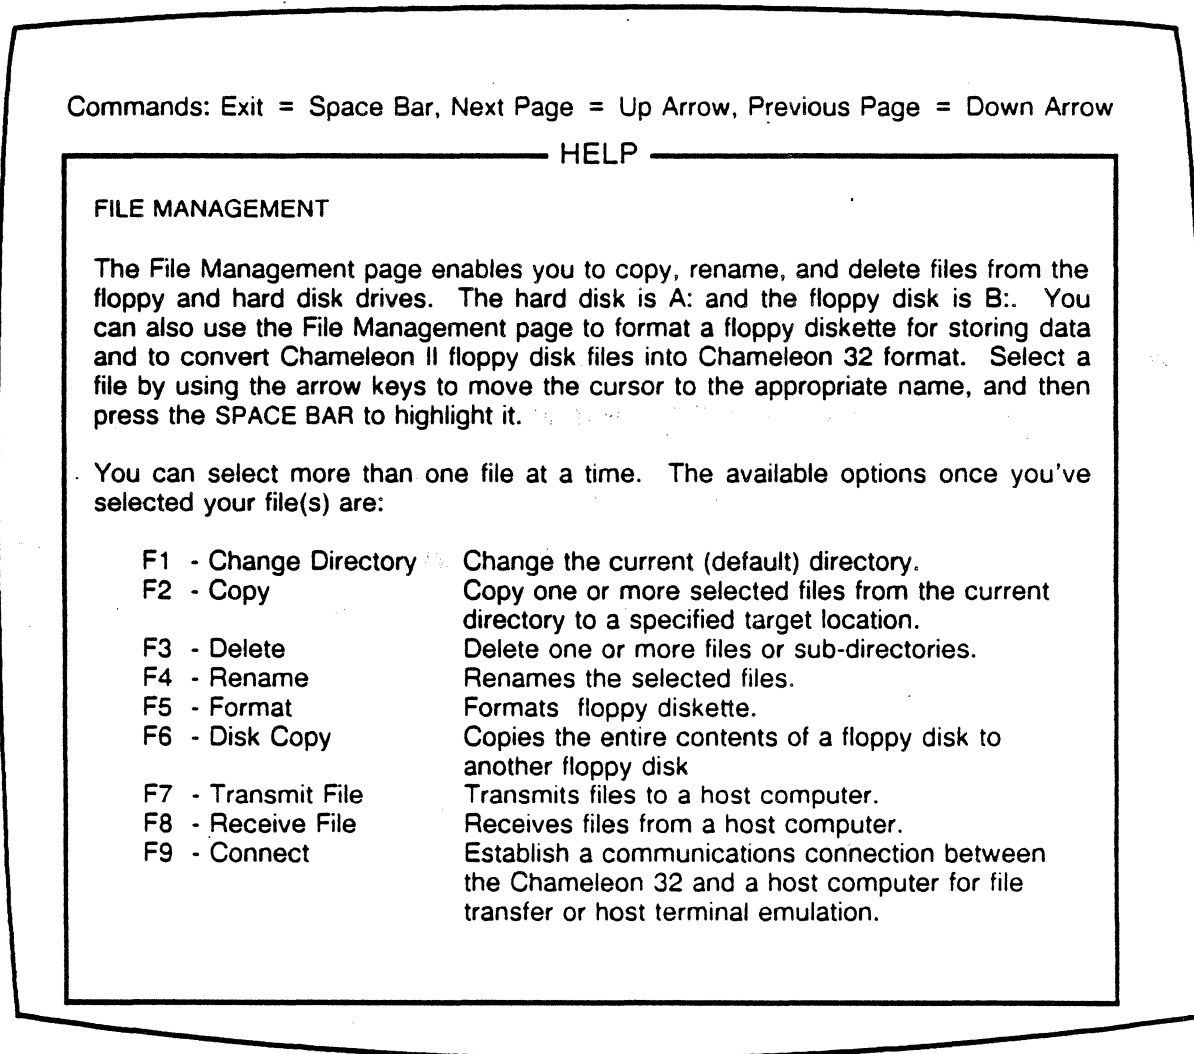 Commands: Exit = Space Bar, Next Page = Up Arrow, Previous Page = Down Arrow
HELP
FILE MANAGEMENT
The File Management page enables you to copy, rename, and delete files from the
floppy and hard disk drives. The hard disk is A: and the floppy disk is B:. You
can also use the File Management page to format a floppy diskette for storing data
and to convert Chameleon II floppy disk files into Chameleon 32 format. Select a
file by using the arrow keys to move the cursor to the appropriate name, and then
press the SPACE BAR to highlight it.
You can select more than one file at a time. The available options once you've
selected your file(s) are:
F1 - Change Directory Change the current (default) directory.
F2 - Copy Copy one or more selected files from the current
directory to a specified target location.
F3 - Delete Delete one or more files or sub-directories.
F4 - Rename Renames the selected files.
F5 - Format Formats floppy diskette.
F6 - Disk Copy Copies the entire contents of a floppy disk to
another floppy disk
F7 - Transmit File Transmits files to a host computer.
F8 - Receive File Receives files from a host computer.
F9 - Connect Establish a communications connection between
the Chameleon 32 and a host computer for file
transfer or host terminal emulation.